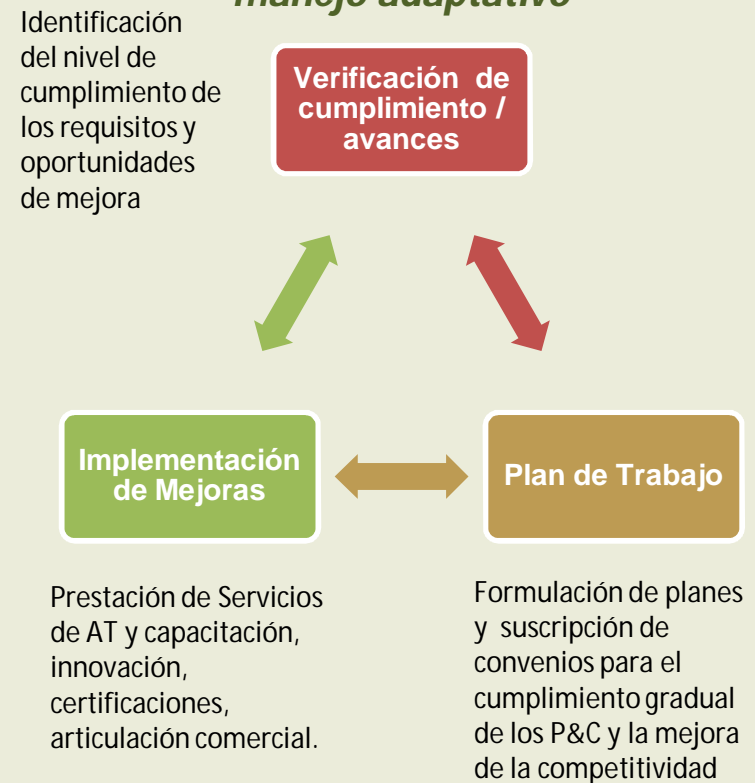 manejo adaptativo
Identificación
del nivel de
cumplimiento de
los requisitos y
oportunidades
de mejora
Verificación de
cumplimiento /
avances
Implementación
de Mejoras
Plan de Trabajo
Prestación de Servicios
de AT y capacitación,
innovación,
certificaciones,
articulación comercial.
Formulación de planes
y suscripción de
convenios para el
cumplimiento gradual
de los P&C y la mejora
de la competitividad